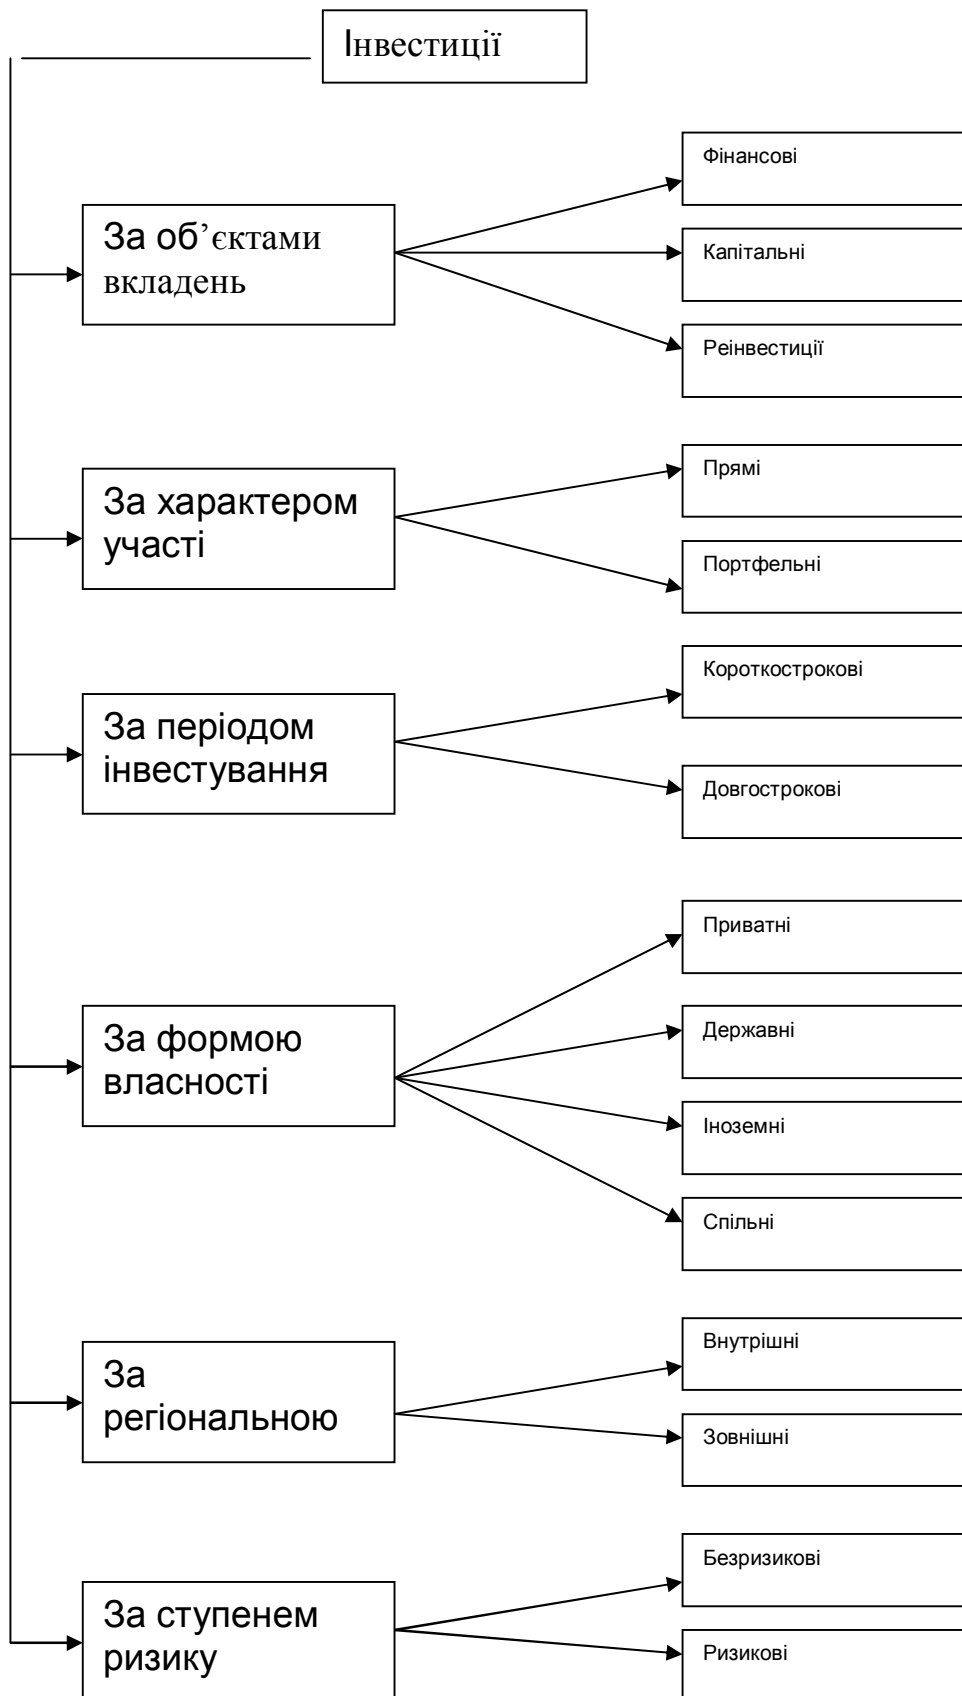 Інвестиції
Фінансові
За об’єктами
вкладень
Капітальні
Реінвестиції
Прямі
За характером
участі
Портфельні
Короткострокові
За періодом
інвестування
Довгострокові
Приватні
За формою
власності
Державні
Іноземні
Спільні
Внутрішні
За
регіональною
Зовнішні
Безризикові
За ступенем
ризику
Ризикові